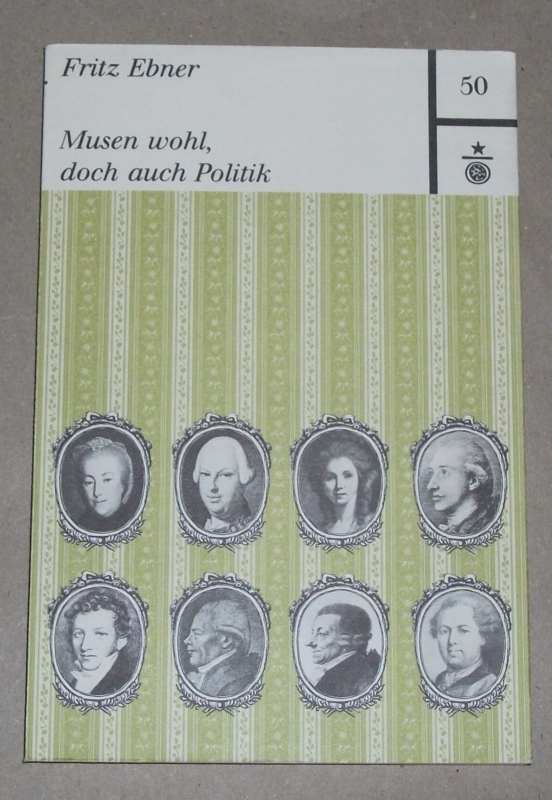 Fritz Ebner
50
Musen wohl,
doch auch Politik